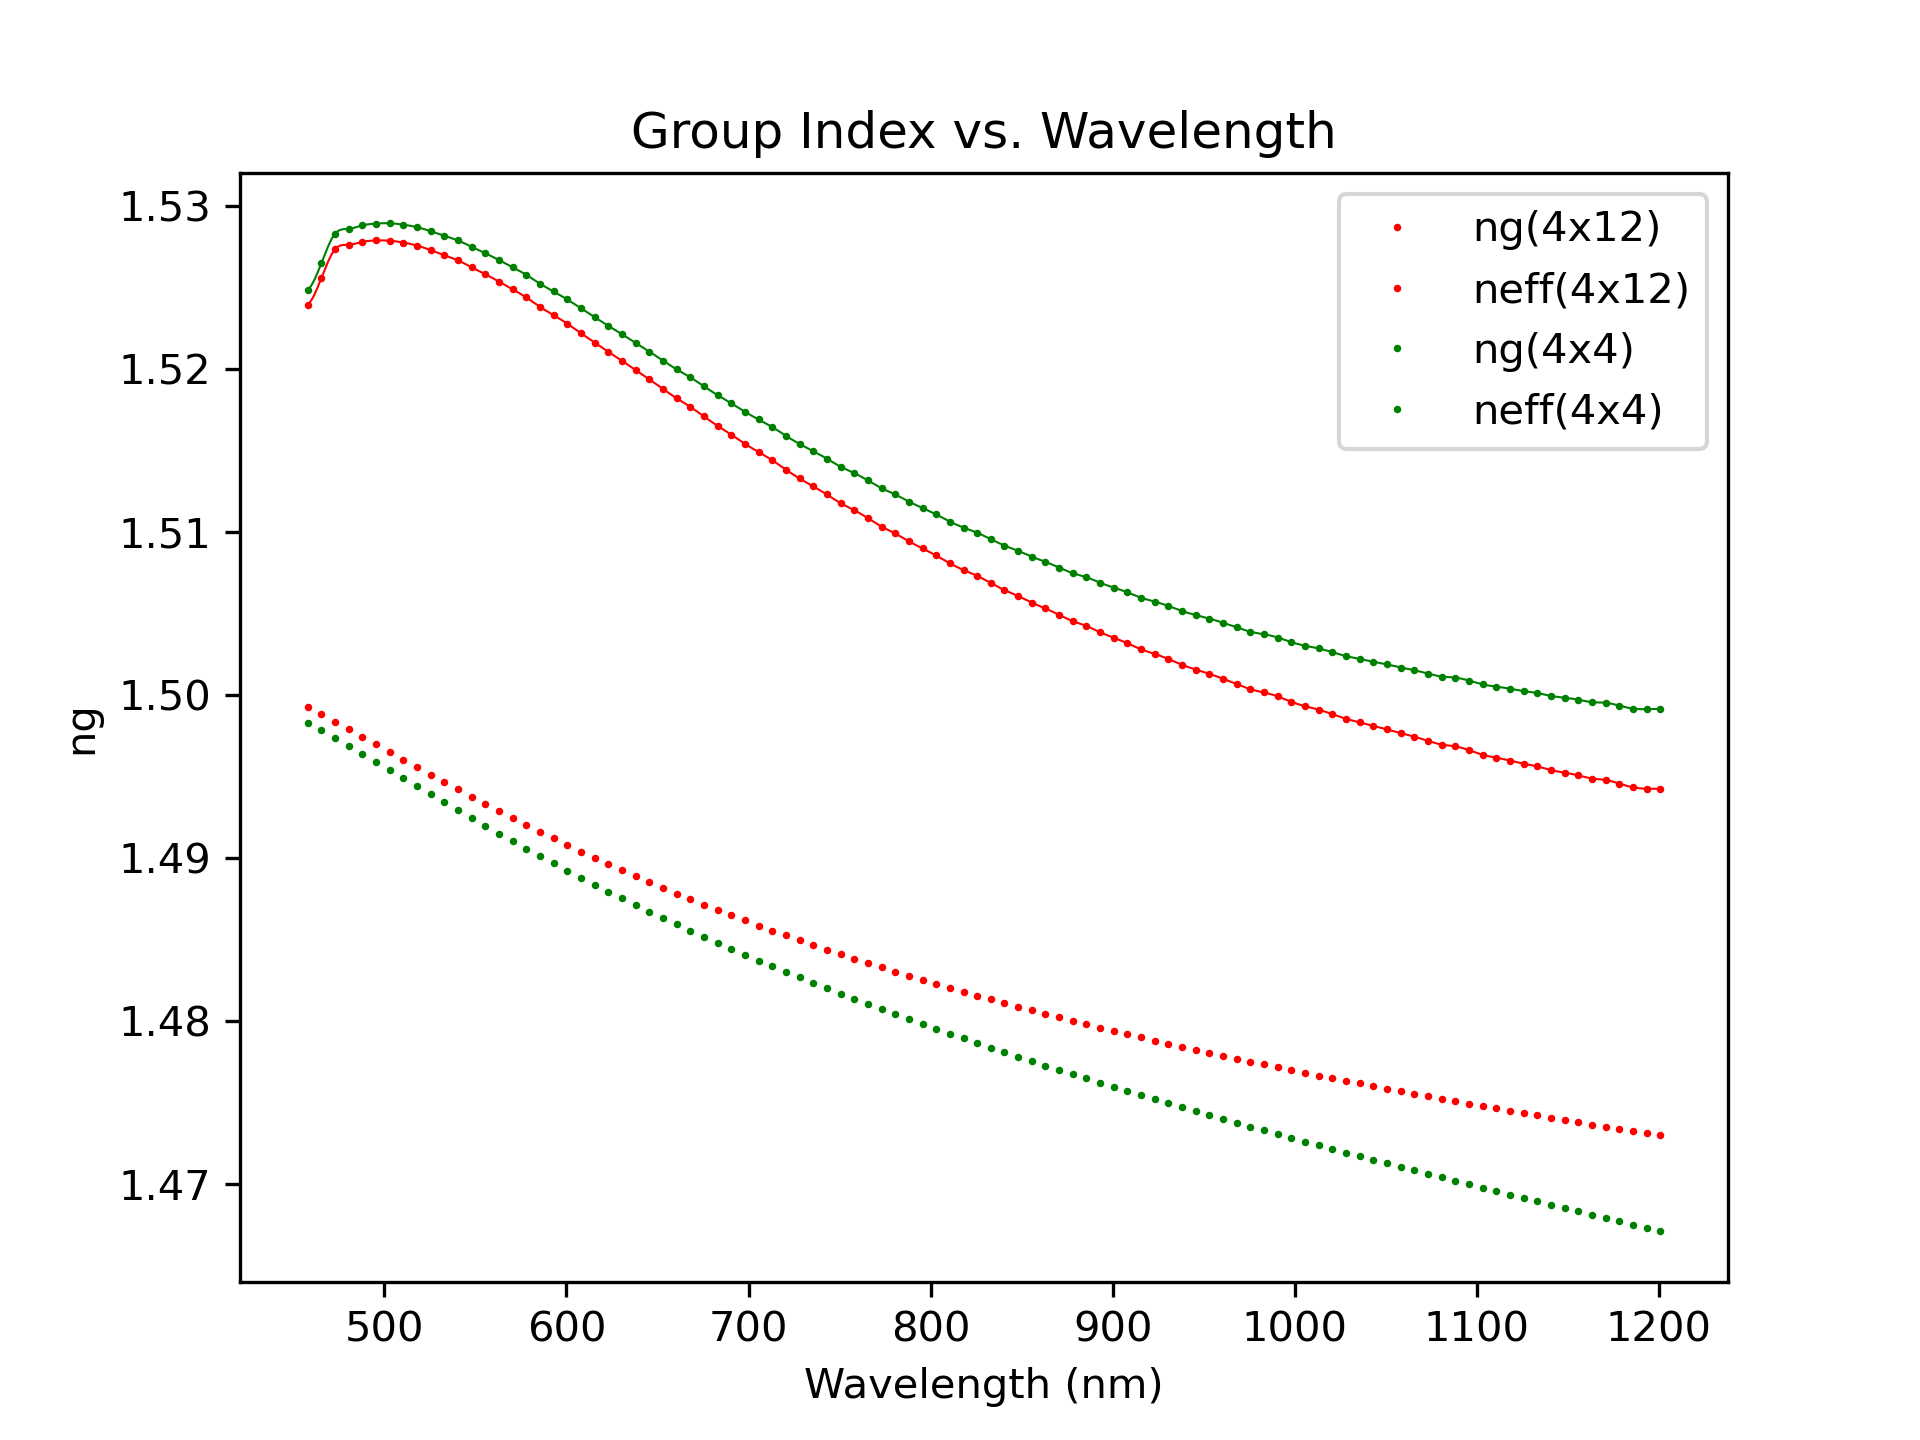 Group Index vs. Wavelength
1.53
1.52
1.51
1.50
1.49
1.48
1.47
ng
ng(4x12)
neff(4x12)
ng(4x4)
neff(4x4)
500 600 700 800 900 1000 1100 1200
Wavelength (nm)